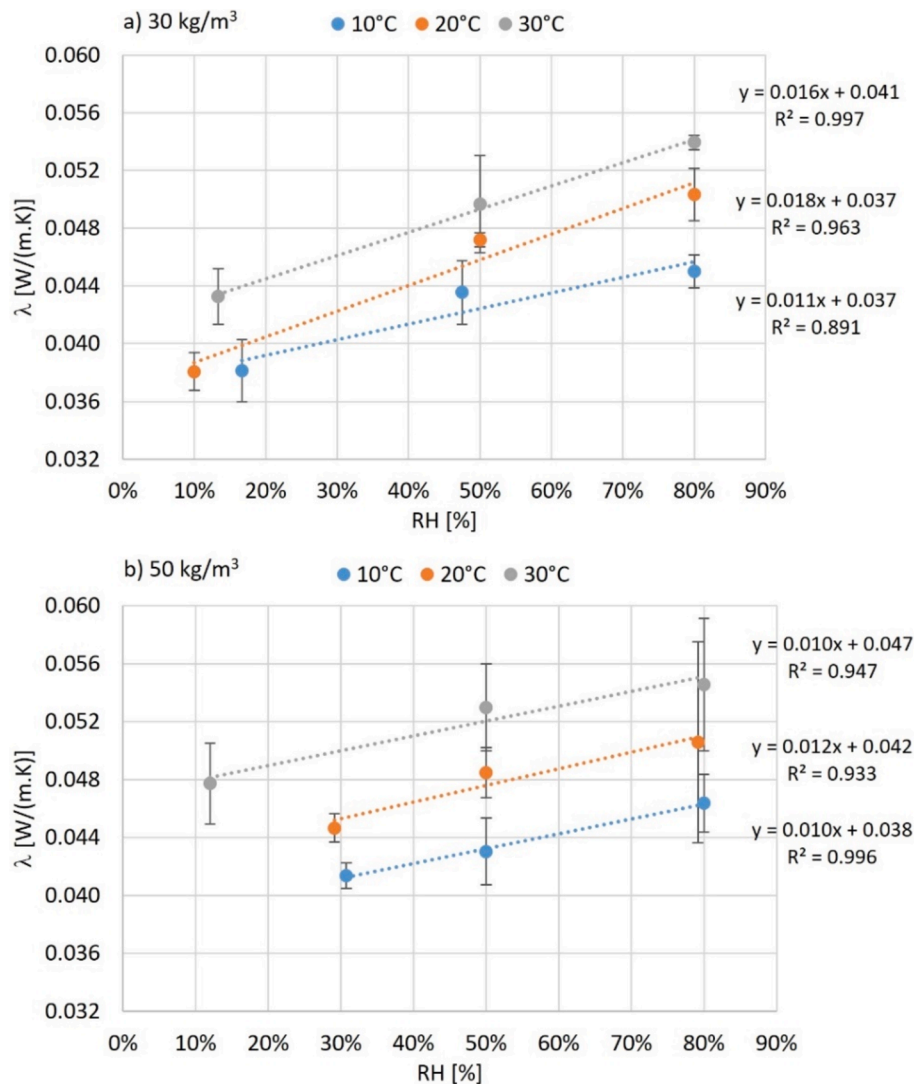 a) 30 kg/m³ 10°C 20°C 30°C
0.060
0.056
0.052
0.048
0.044
0.040
0.036
0.032
λ [W/(m.K)]
y = 0.016x + 0.041
R² = 0.997
y = 0.018x + 0.037
R² = 0.963
y = 0.011x + 0.037
R² = 0.891
0% 10% 20% 30% 40% 50% 60% 70% 80% 90%
RH [%]
b) 50 kg/m³ 10°C 20°C 30°C
0.060
0.056
0.052
0.048
0.044
0.040
0.036
0.032
λ [W/(m.K)]
y = 0.010x + 0.047
R² = 0.947
y = 0.012x + 0.042
R² = 0.933
y = 0.010x + 0.038
R² = 0.996
0% 10% 20% 30% 40% 50% 60% 70% 80% 90%
RH [%]